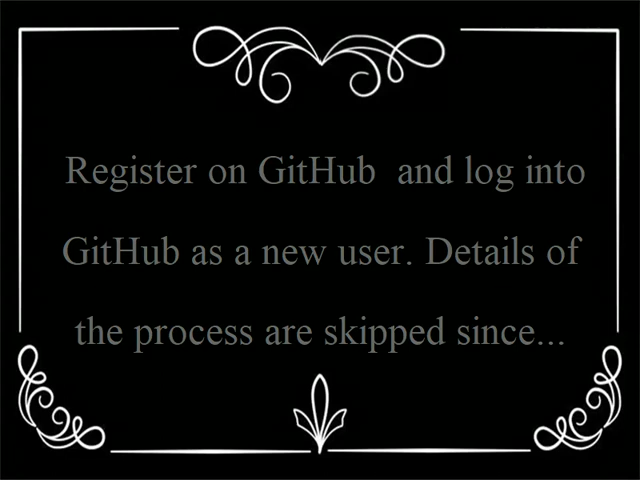 Register on GitHub  and log into
GitHub as a new user. Details of
the process are skipped since...